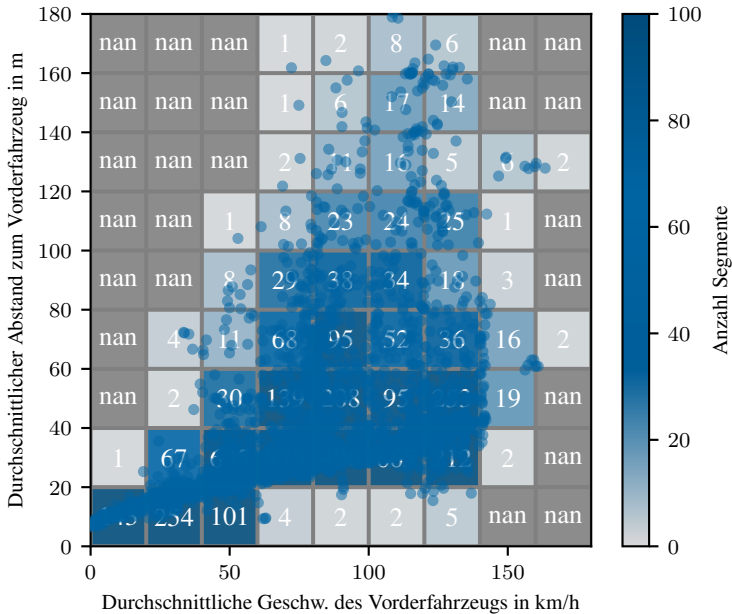 180
100
nan nan nan 1 2 8 6 nan nan
160
nan nan nan 1 6 17 14 nan nan
140
80
nan nan nan 2 16 5 6 2
120
nan nan 1 8 23 24 25 1 nan
100
60
nan nan 8 29 38 34 18 3 nan
80
40
nan 4 11 68 95 52 36 16 2
60
nan 2 30 95 19 nan
40
20
1 67 2 nan
20
234 101 4 2 2 5 nan nan
0
0
0 50 100 150
Durchschnittliche Geschw. des Vorderfahrzeugs in km/h
Durchschnittlicher Abstand zum Vorderfahrzeug in m
Anzahl Segmente